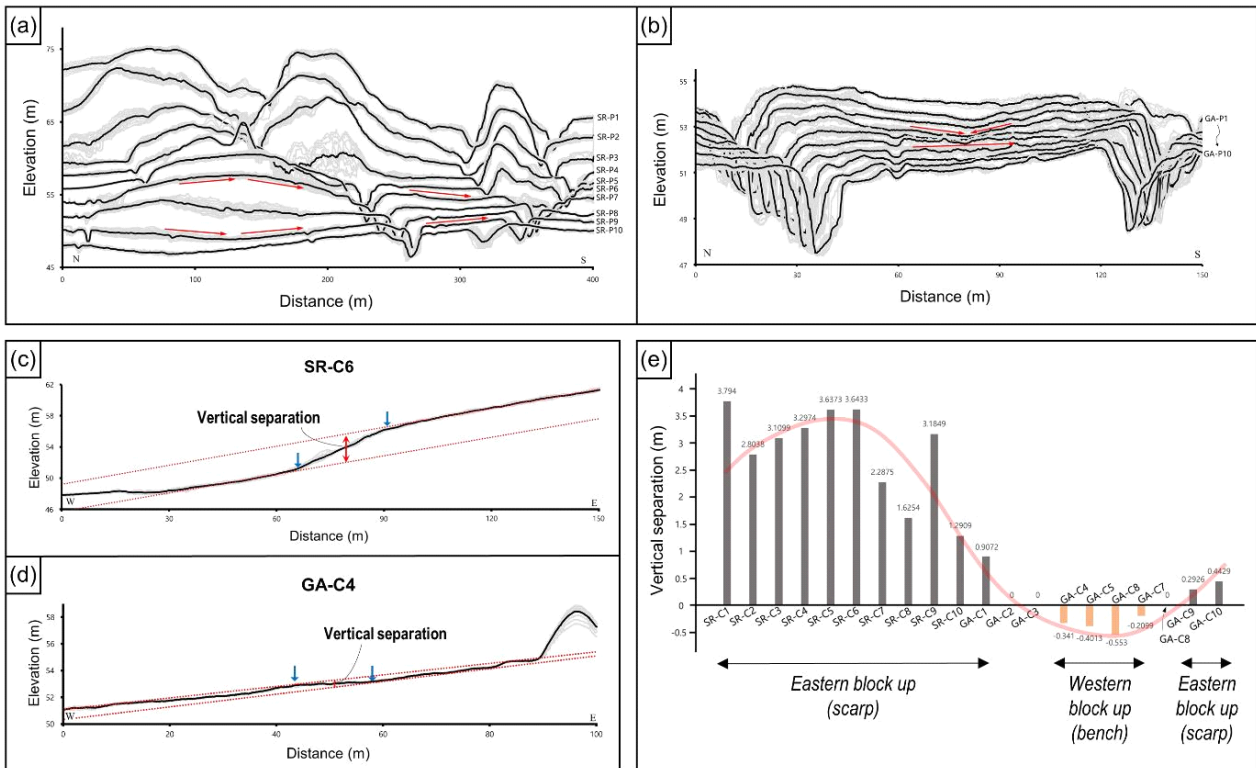 (a)
Elevation (m)
75
65
55
45
N
S
0
100
200
300
400
Distance (m)
SR-P1
SR-P2
SR-P3
SR-P4
SR-P5
SR-P6
SR-P7
SR-P8
SR-P9
SR-P10
(b)
Elevation (m)
55
53
51
49
47
N
S
0
30
60
90
120
150
Distance (m)
GA-P1
GA-P10
(c)
SR-C6
Elevation (m)
62
58
54
50
46
Vertical separation
W
E
0
30
60
90
120
150
Distance (m)
(d)
GA-C4
Elevation (m)
58
56
54
52
50
Vertical separation
W
E
0
20
40
60
80
100
Distance (m)
(e)
Vertical separation (m)
4
3.5
3
2.5
2
1.5
1
0.5
0
-0.5
3.794
2.8038
3.1099
3.2974
3.6373
3.6433
2.2875
1.6254
3.1849
1.2909
0.9072
0
0
-0.341
-0.4013
-0.553
-0.2099
0
0.2926
0.4429
SR-C1
SR-C2
SR-C3
SR-C4
SR-C5
SR-C6
SR-C7
SR-C8
SR-C9
SR-C10
GA-C1
GA-C2
GA-C3
GA-C4
GA-C5
GA-C8
GA-C7
GA-C8
GA-C9
GA-C10
Eastern block up
(scarp)
Western
block up
(bench)
Eastern
block up
(scarp)